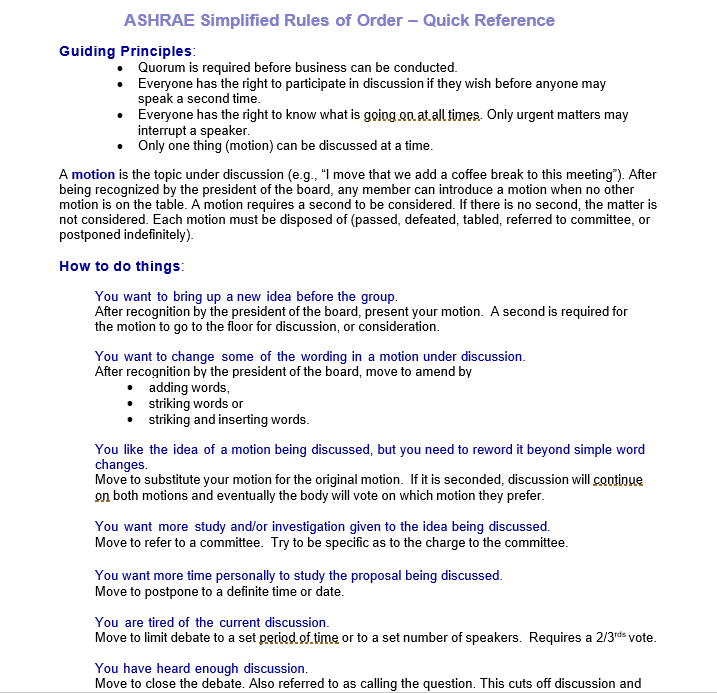 ASHRAE Simplified Rules of Order – Quick Reference
Guiding Principles:
• Quorum is required before business can be conducted.
• Everyone has the right to participate in discussion if they wish before anyone may
speak a second time.
• Everyone has the right to know what is going on at all times. Only urgent matters may
interrupt a speaker.
• Only one thing (motion) can be discussed at a time.
A motion is the topic under discussion (e.g., “I move that we add a coffee break to this meeting”). After
being recognized by the president of the board, any member can introduce a motion when no other
motion is on the table. A motion requires a second to be considered. If there is no second, the matter is
not considered. Each motion must be disposed of (passed, defeated, tabled, referred to committee, or
postponed indefinitely).
How to do things:
You want to bring up a new idea before the group.
After recognition by the president of the board, present your motion. A second is required for
the motion to go to the floor for discussion, or consideration.
You want to change some of the wording in a motion under discussion.
After recognition by the president of the board, move to amend by
• adding words,
• striking words or
• striking and inserting words.
You like the idea of a motion being discussed, but you need to reword it beyond simple word
changes.
Move to substitute your motion for the original motion. If it is seconded, discussion will continue
on both motions and eventually the body will vote on which motion they prefer.
You want more study and/or investigation given to the idea being discussed.
Move to refer to a committee. Try to be specific as to the charge to the committee.
You want more time personally to study the proposal being discussed.
Move to postpone to a definite time or date.
You are tired of the current discussion.
Move to limit debate to a set period of time or to a set number of speakers. Requires a 2/3rds vote.
You have heard enough discussion.
Move to close the debate. Also referred to as calling the question. This cuts off discussion and